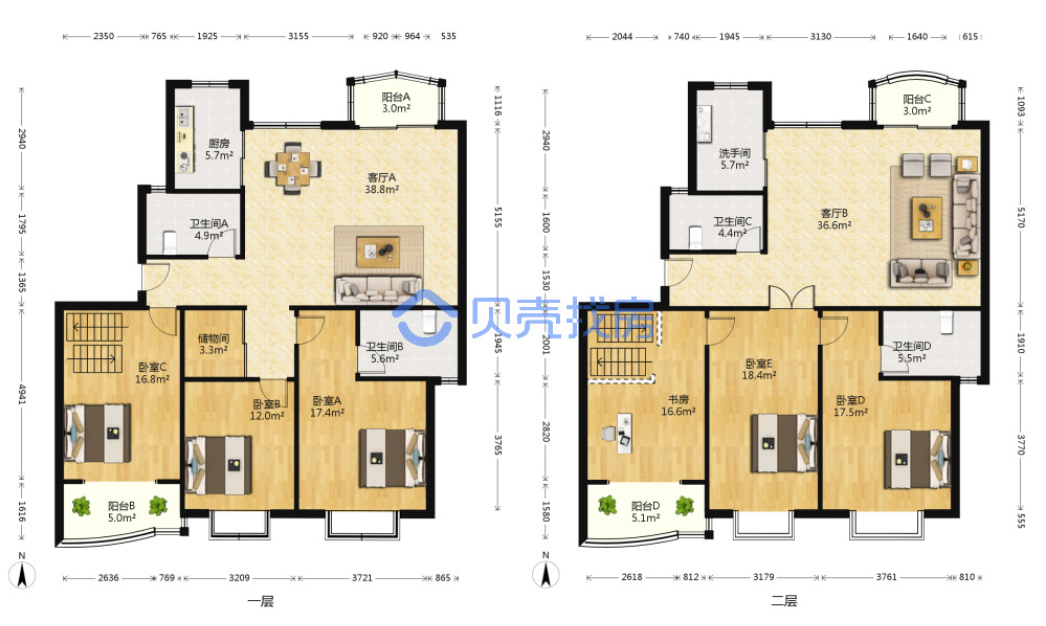 2350 765 1925 3155 920 964 535
2044 740 1945 3130 1640 615
阳台A
3.0m²
厨房
5.7m²
客厅A
38.8m²
卫生间A
4.9m²
储物间
3.3m²
卫生间B
5.6m²
卧室C
16.8m²
卧室B
12.0m²
卧室A
17.4m²
阳台B
5.0m²
2940
1795
1365
4941
1616
1116
5155
1945
3765
N
2636 769 3209 3721 865
一层
阳台C
3.0m²
洗手间
5.7m²
客厅B
36.6m²
卫生间C
4.4m²
卫生间D
5.5m²
卧室E
18.4m²
书房
16.6m²
卧室D
17.5m²
阳台D
5.1m²
2940
1600
1530
2001
2820
1580
1093
5170
1910
3770
555
N
2618 812 3179 3761 810
二层
贝壳找房